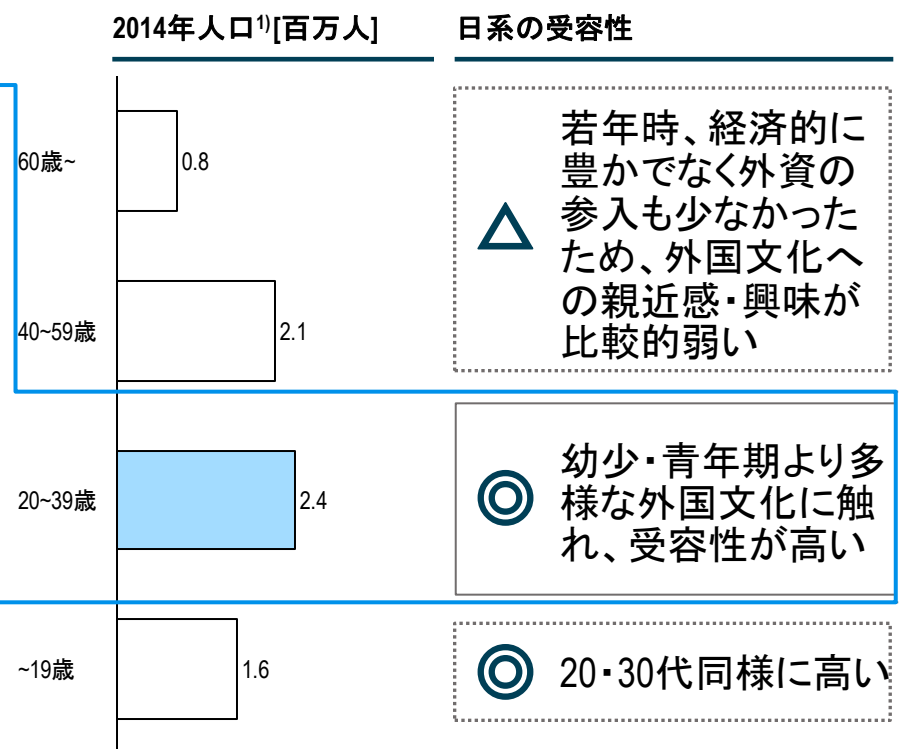 2014年人口1)[百万人]
日系の受容性
60歳~
0.8
△
若年時、経済的に
豊かでなく外資の
参入も少なかった
ため、外国文化へ
の親近感・興味が
比較的弱い
40~59歳
2.1
20~39歳
2.4
◎
幼少・青年期より多
様な外国文化に触
れ、受容性が高い
~19歳
1.6
◎
20・30代同様に高い